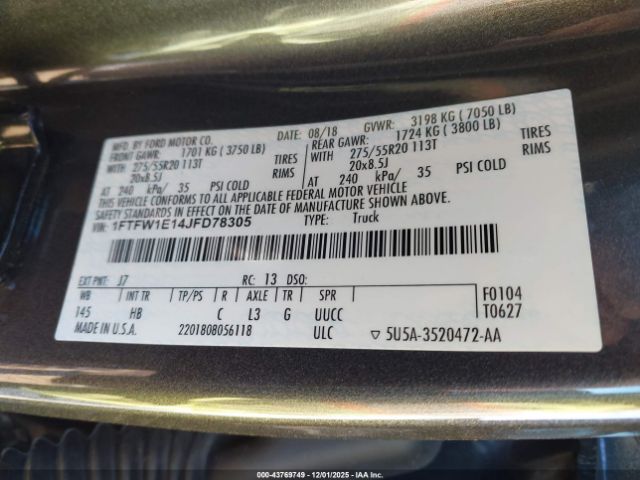 MFD. BY FORD MOTOR CO. DATE: 08/18 GVWR: 3198 KG ( 7050 LB)
FRONT GAWR: 1701 KG ( 3750 LB) REAR GAWR: 1724 KG ( 3800 LB)
WITH 275/55R20 113T TIRES WITH 275/55R20 113T TIRES
20x8.5J RIMS 20x8.5J RIMS
AT 240 kPa/ 35 PSI COLD AT 240 kPa/ 35 PSI COLD
THIS VEHICLE CONFORMS TO ALL APPLICABLE FEDERAL MOTOR VEHICLE
SAFETY STANDARDS IN EFFECT ON THE DATE OF MANUFACTURE SHOWN ABOVE.
VIN: 1FTFW1E14JFD78305 TYPE: Truck
EXT PNT: J7 RC: 13 DSO:
WB INT TR TP/PS R AXLE TR SPR F0104
145 HB C L3 G UUCC T0627
MADE IN U.S.A. 2201808056118 ULC ▽ 5U5A-3520472-AA
000-43769749 - 12/01/2025 - IAA Inc.